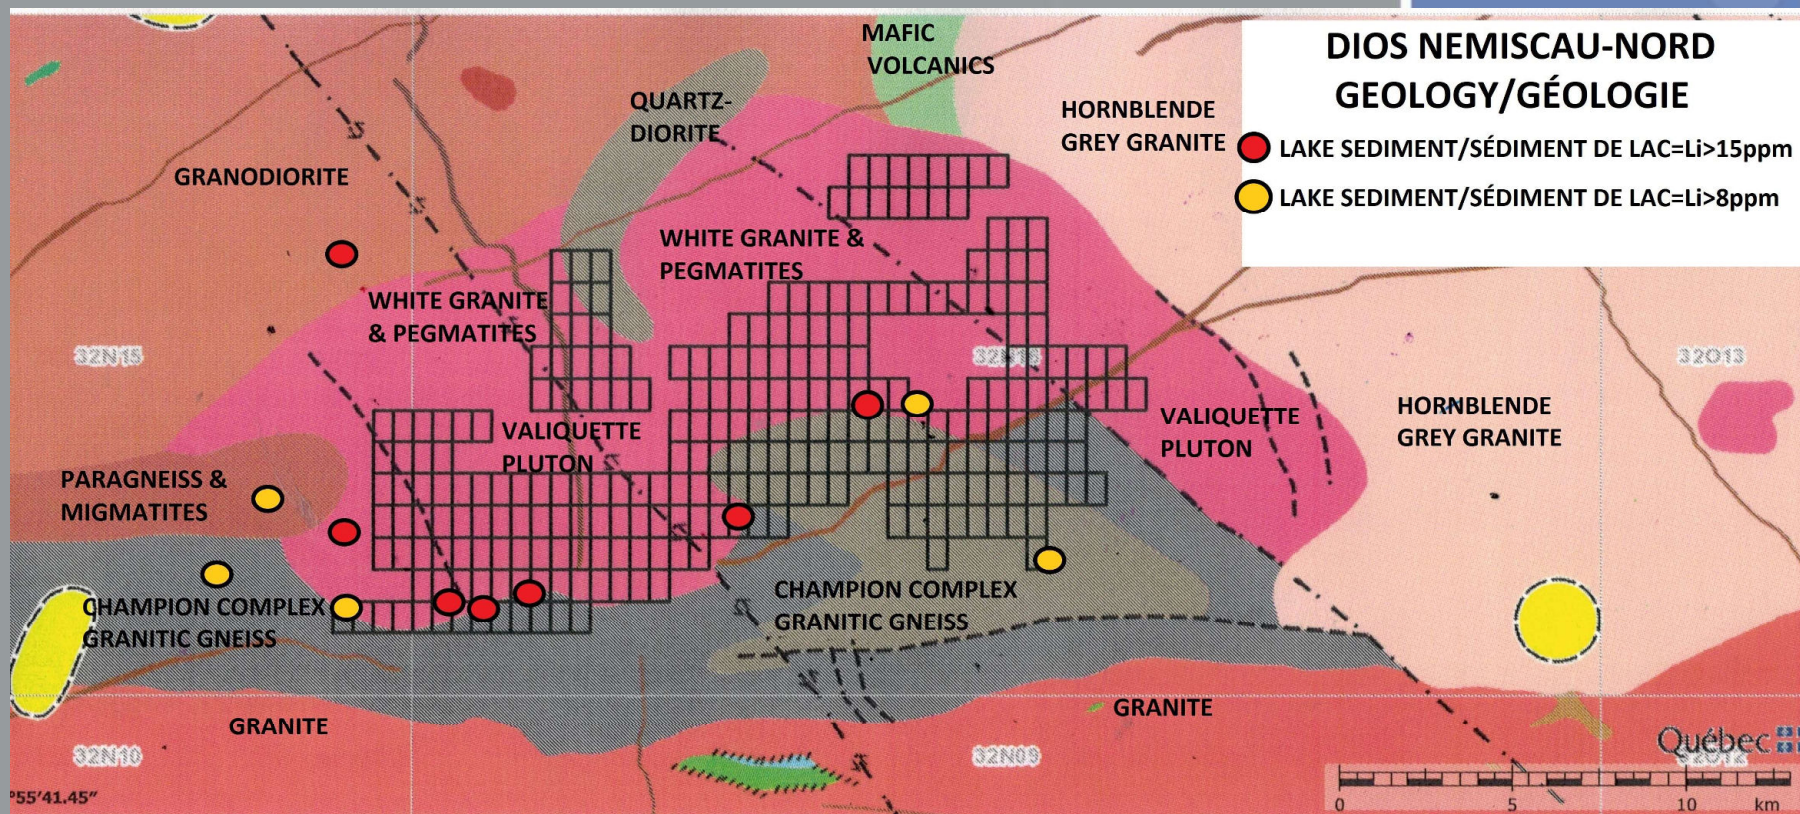 MAFIC
VOLCANICS
DIOS NEMISCAU-NORD
GEOLOGY/GÉOLOGIE
LAKE SEDIMENT/SÉDIMENT DE LAC=Li>15ppm
LAKE SEDIMENT/SÉDIMENT DE LAC=Li>8ppm
QUARTZ-
DIORITE
HORNBLENDE
GREY GRANITE
GRANODIORITE
WHITE GRANITE &
PEGMATITES
WHITE GRANITE
& PEGMATITES
32N15
32N16
32O13
VALIQUETTE
PLUTON
VALIQUETTE
PLUTON
HORNBLENDE
GREY GRANITE
PARAGNEISS &
MIGMATITES
CHAMPION COMPLEX
GRANITIC GNEISS
CHAMPION COMPLEX
GRANITIC GNEISS
GRANITE
GRANITE
32N10
32N09
Québec
32O12
°55'41.45"
0 5 10 km